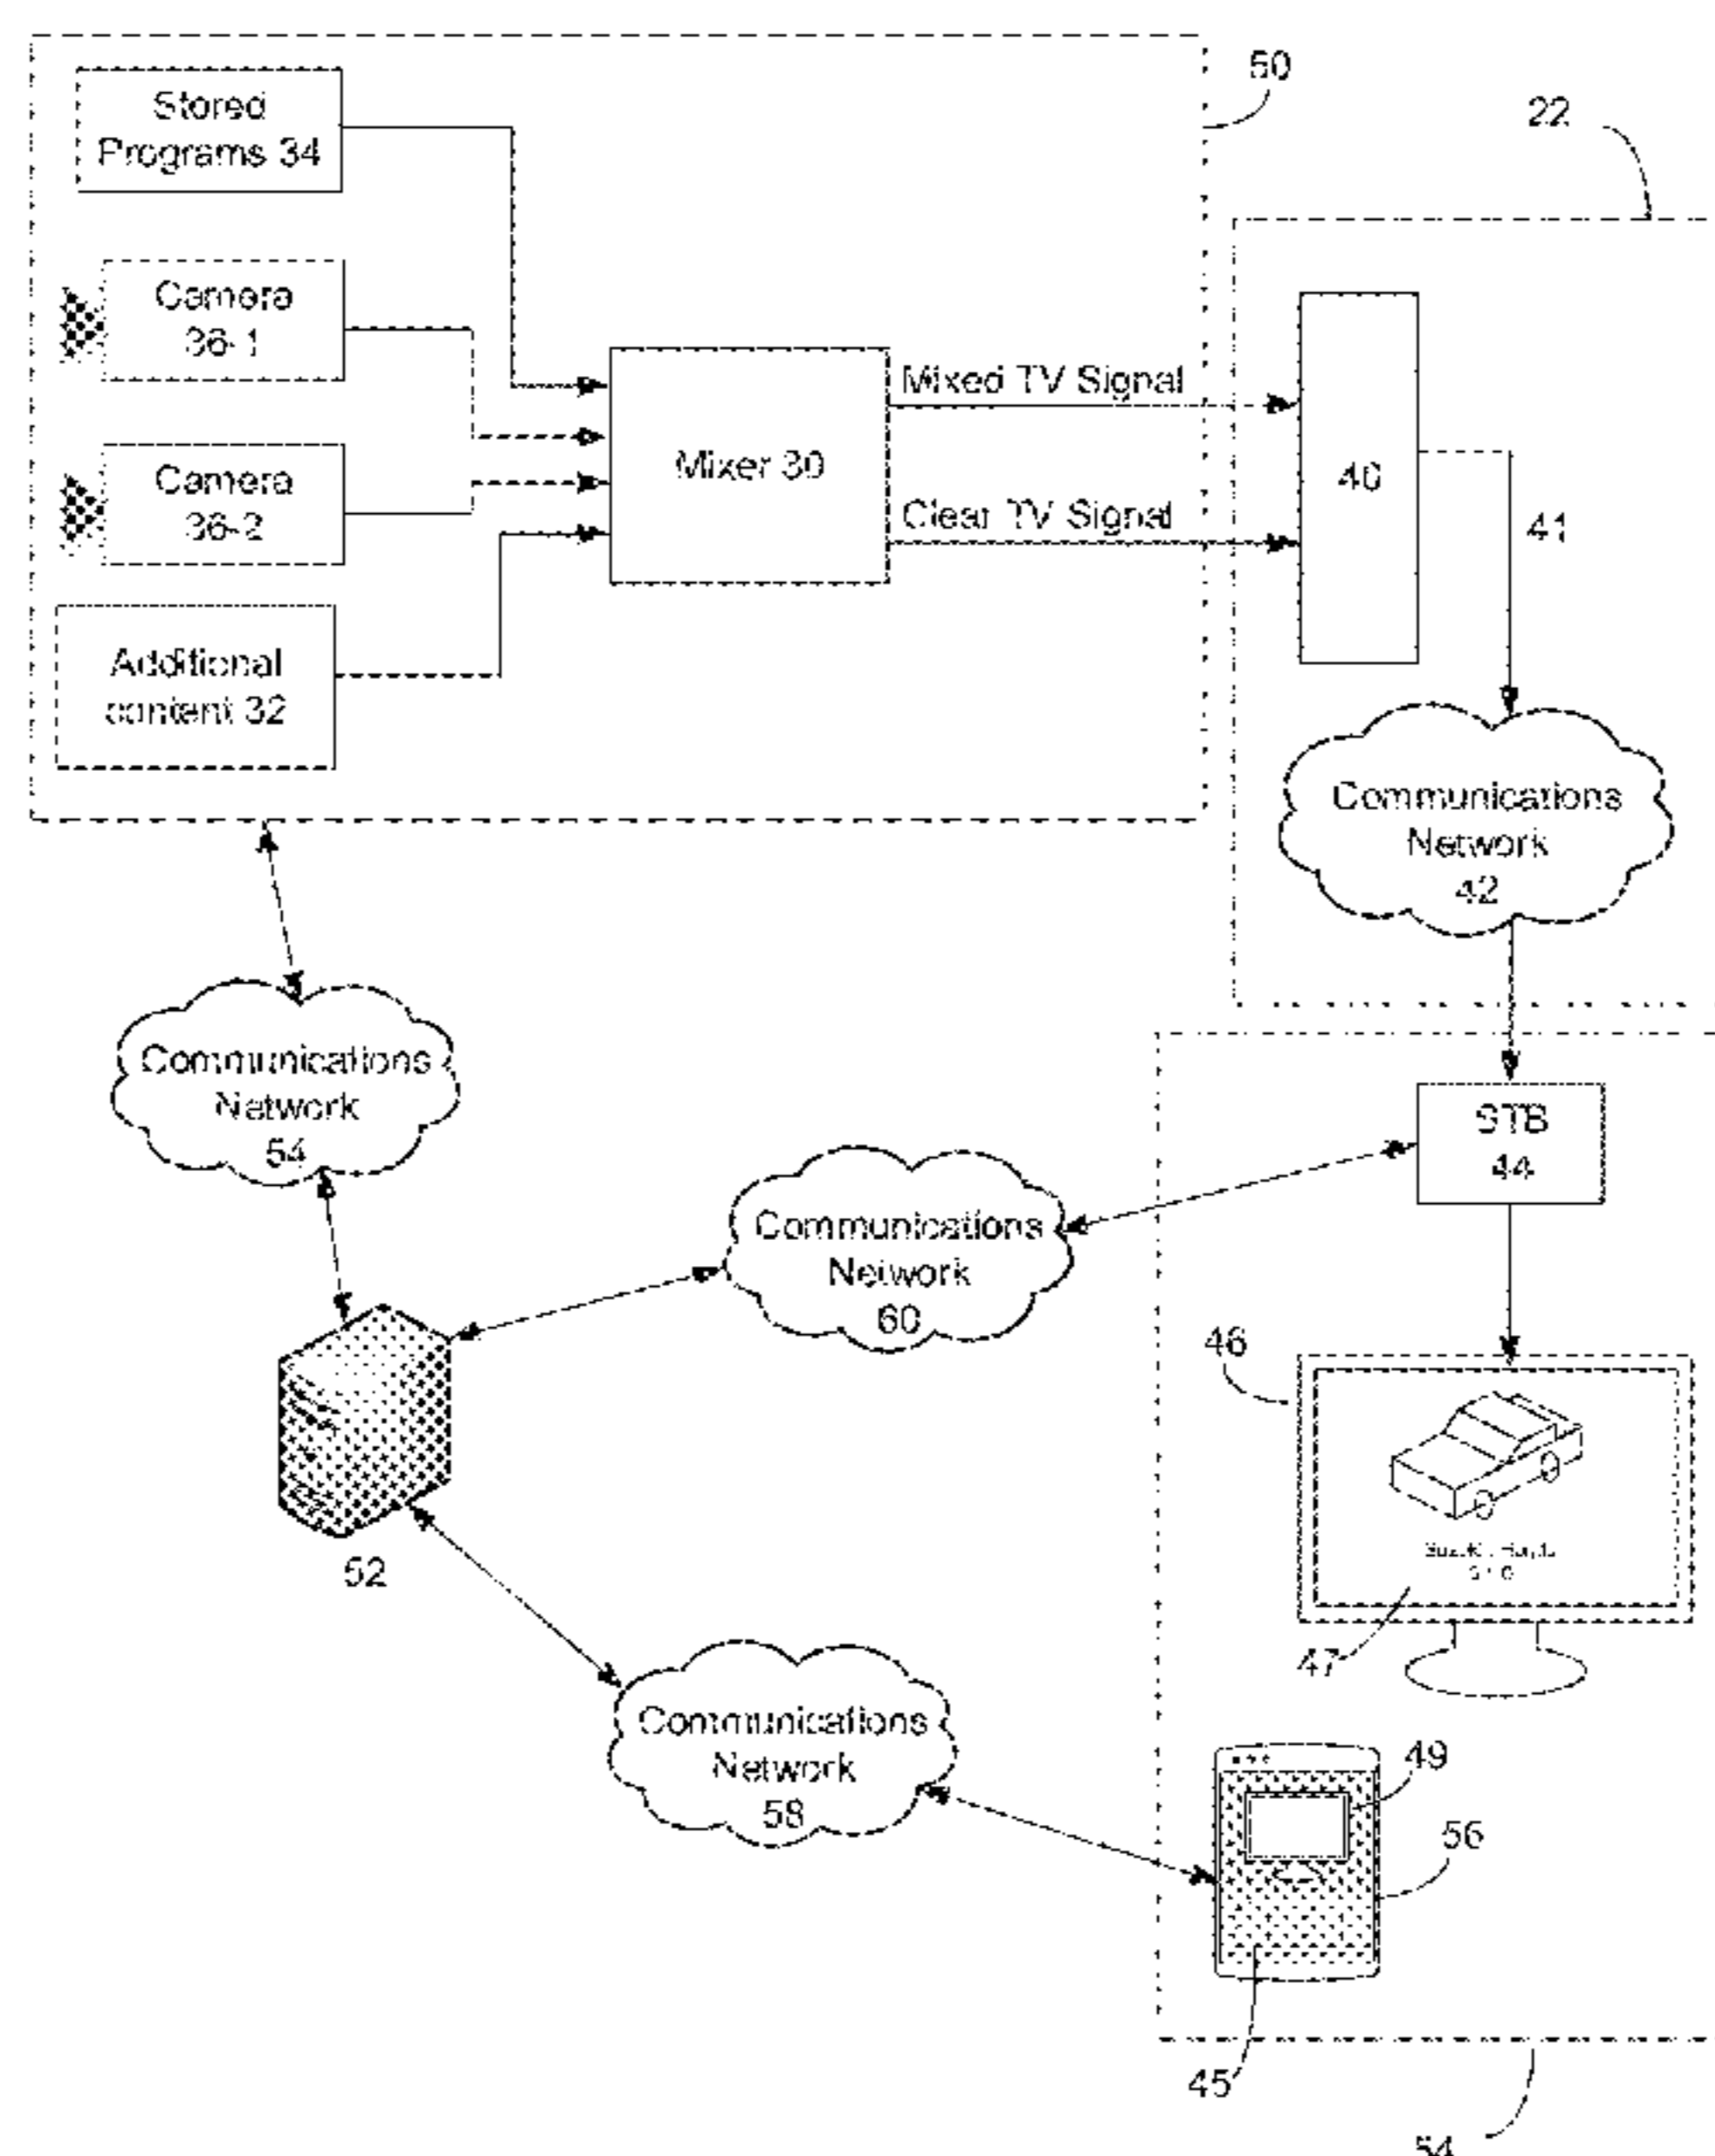 Stored
Programs 34
50
22
Camera
36-1
Mixed TV Signal
Camera
36-2
Mixer 30
40
Clear TV Signal
41
Additional
content 32
Communications
Network
42
Communications
Network
54
STB
44
Communications
Network
60
46
52
47
Communications
Network
58
49
56
45
54